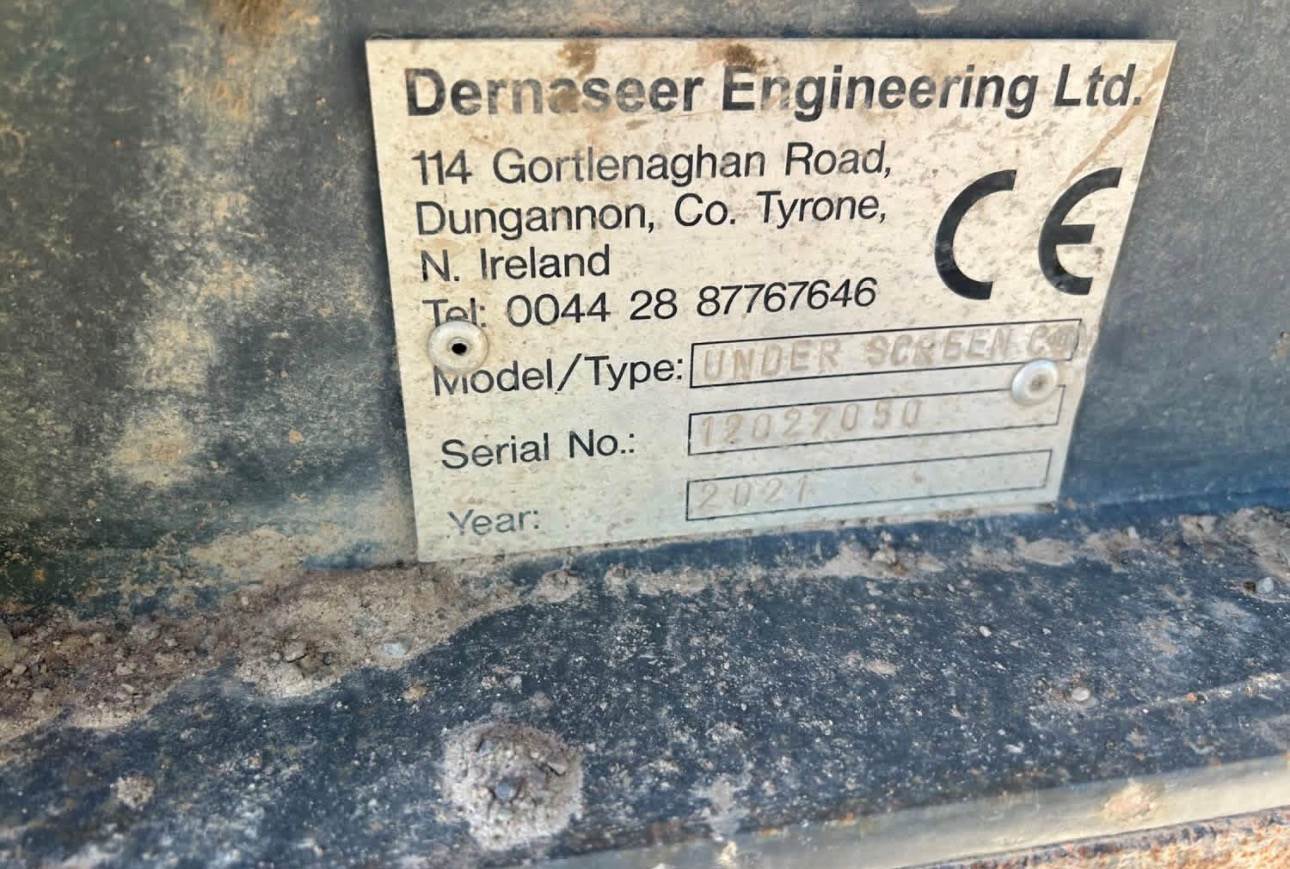 Dernaseer Engineering Ltd.
114 Gortlenaghan Road,
Dungannon, Co. Tyrone,
N. Ireland
Tel: 0044 28 87767646
CE
Model/Type: UNDER SCREEN
Serial No.: 12027050
Year: 2021